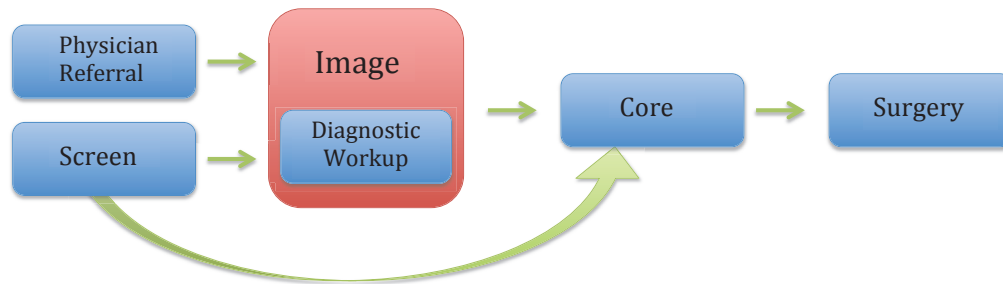 Physician
Referral
Image
Core
Surgery
Screen
Diagnostic
Workup